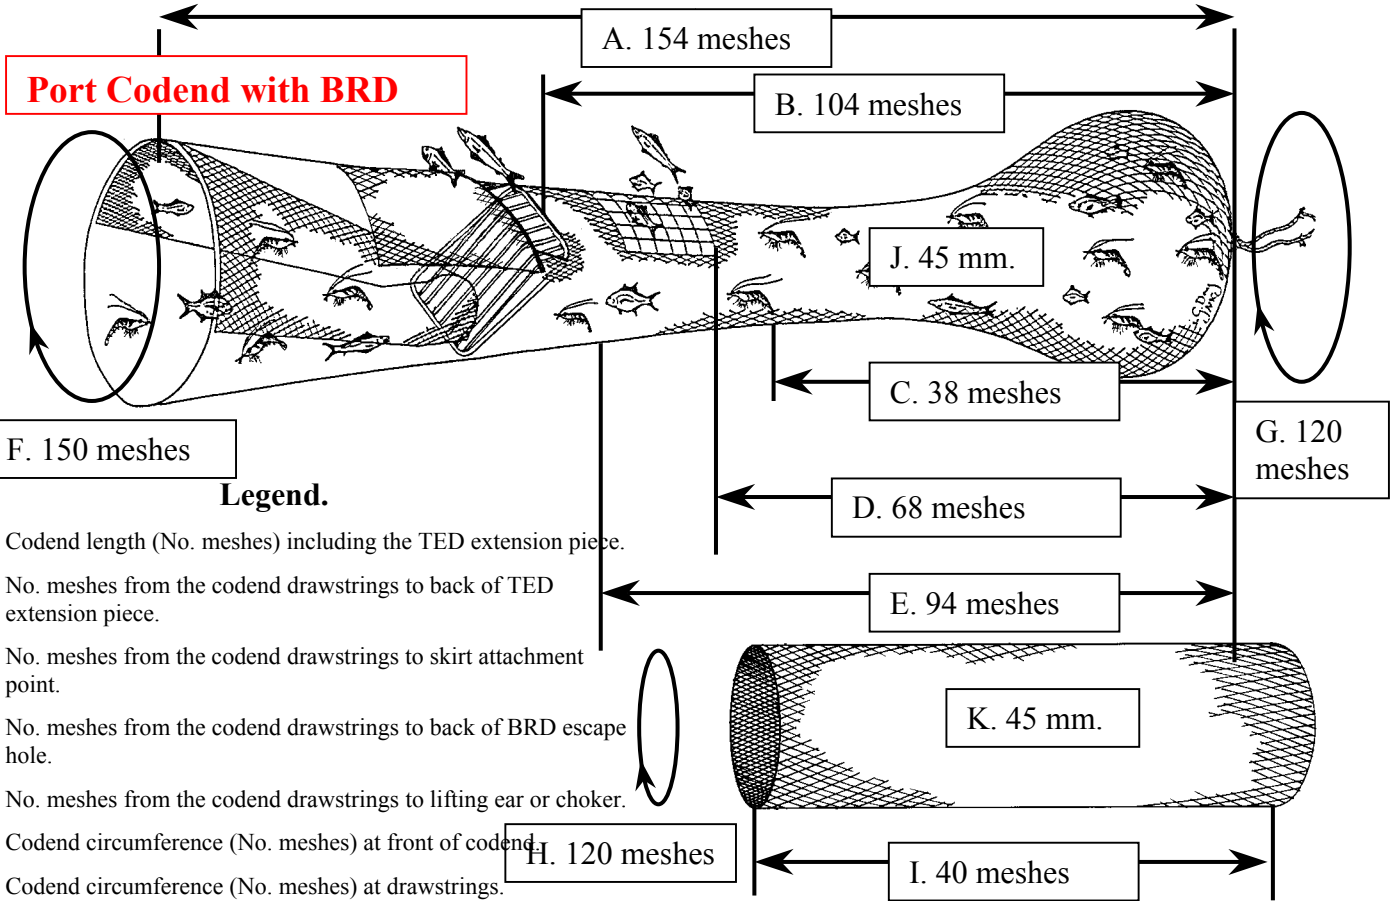 A. 154 meshes
Port Codend with BRD
B. 104 meshes
J. 45 mm.
C. 38 meshes
F. 150 meshes
G. 120
meshes
Legend.
D. 68 meshes
Codend length (No. meshes) including the TED extension piece.
No. meshes from the codend drawstrings to back of TED
extension piece.
E. 94 meshes
No. meshes from the codend drawstrings to skirt attachment
point.
K. 45 mm.
No. meshes from the codend drawstrings to back of BRD escape
hole.
No. meshes from the codend drawstrings to lifting ear or choker.
Codend circumference (No. meshes) at front of codend.
H. 120 meshes
I. 40 meshes
Codend circumference (No. meshes) at drawstrings.